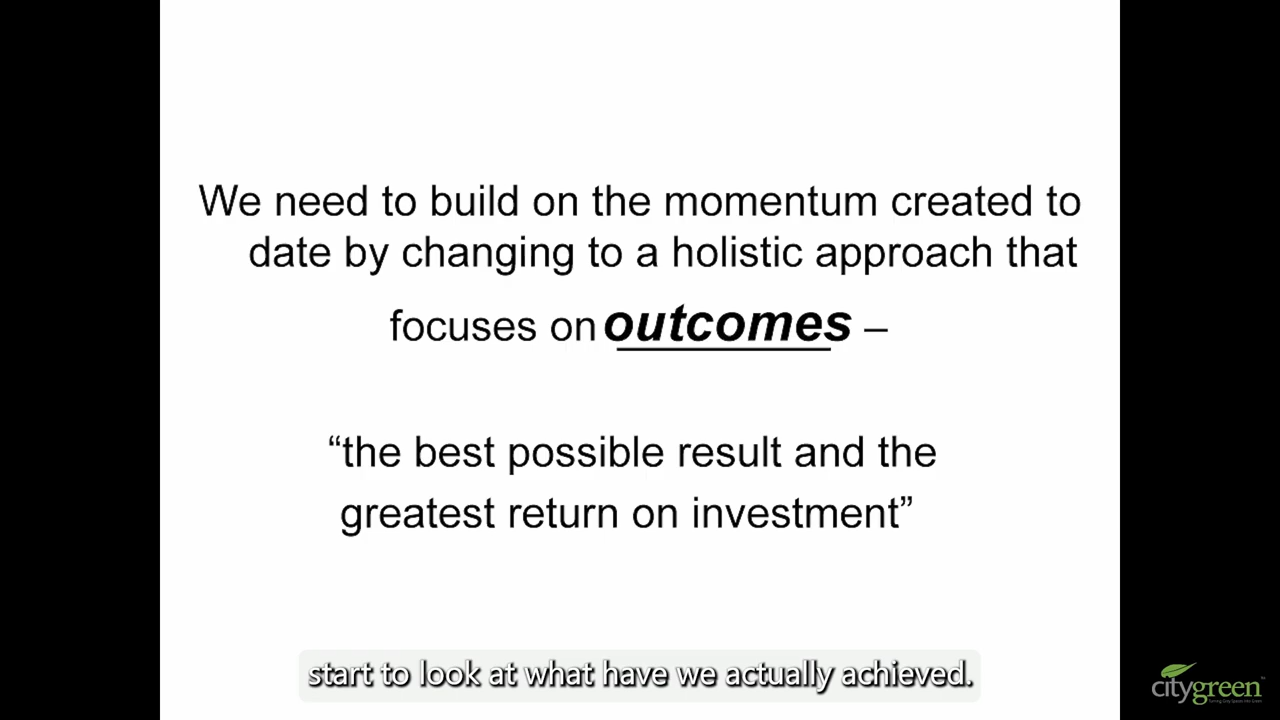 We need to build on the momentum created to
date by changing to a holistic approach that
focuses on outcomes –
“the best possible result and the
greatest return on investment”
start to look at what have we actually achieved.
citygreen